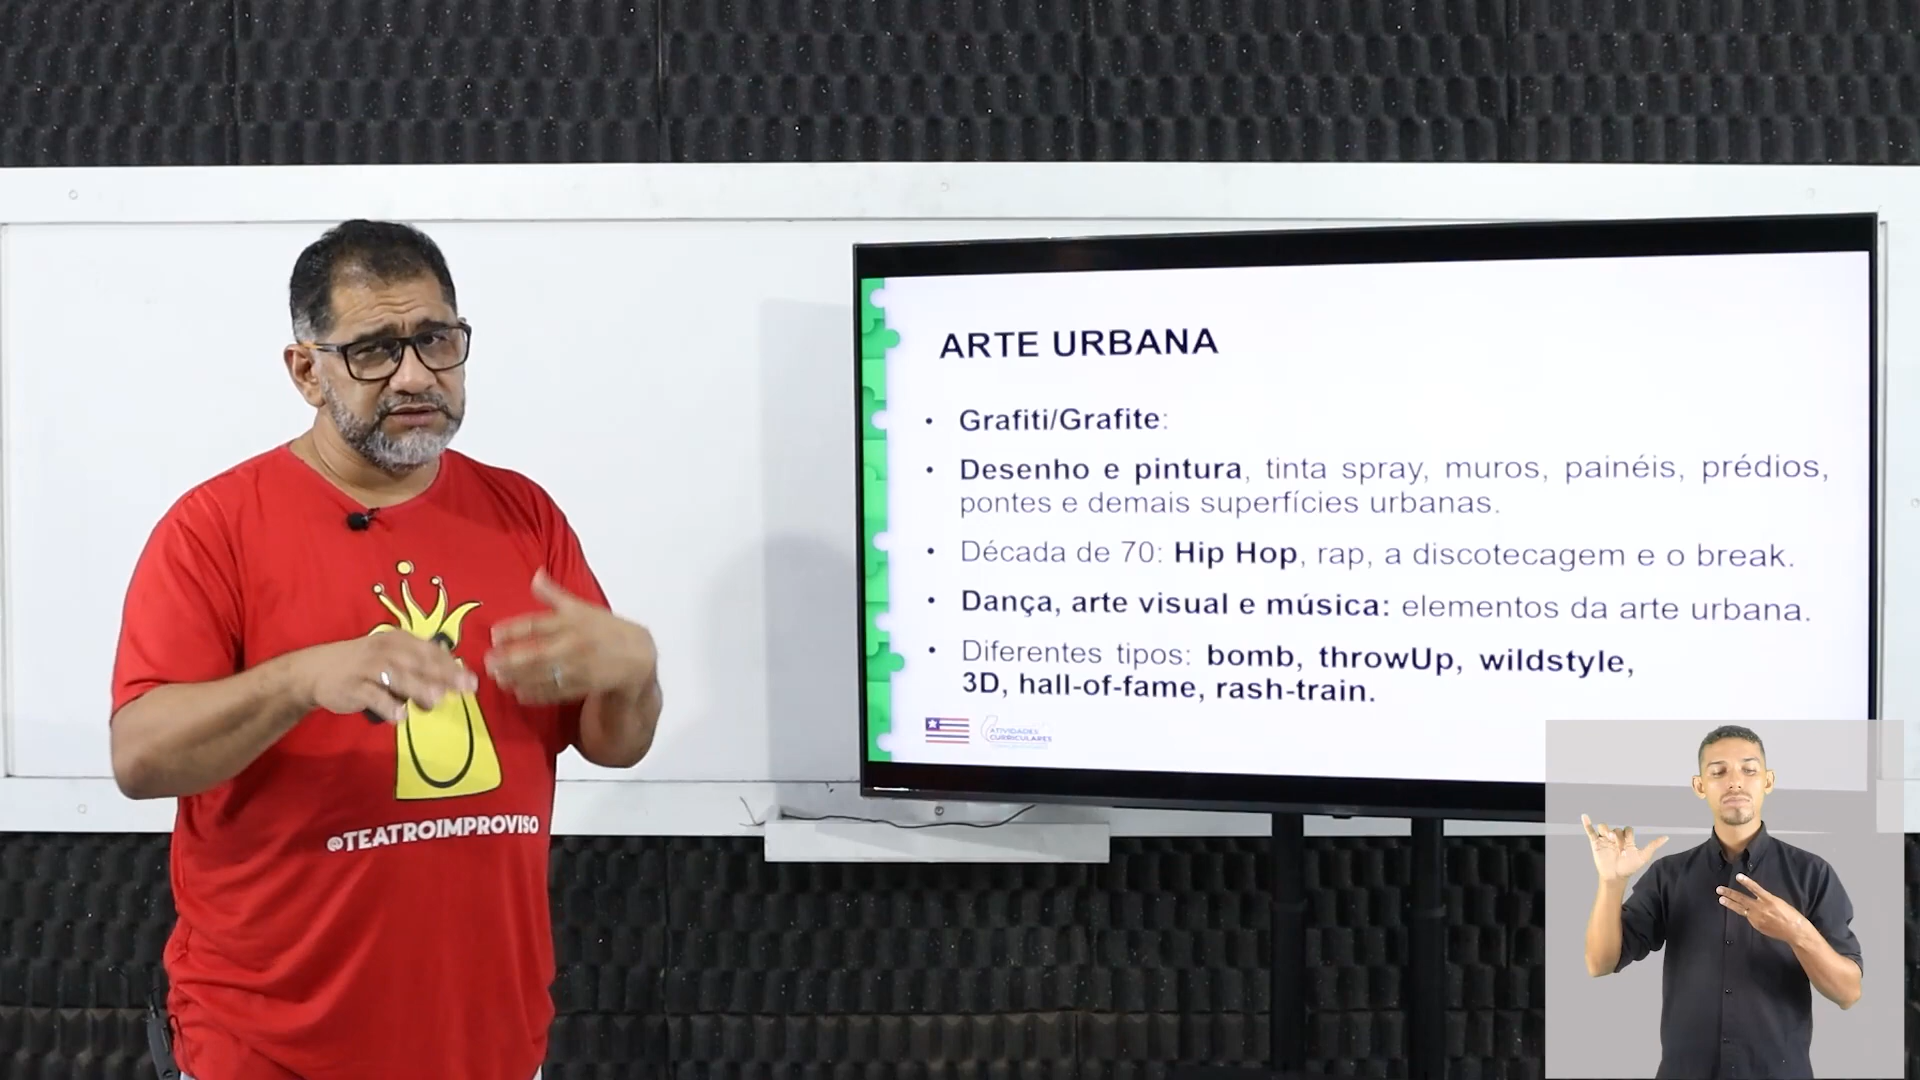 ARTE URBANA
• Grafiti/Grafite:
• Desenho e pintura, tinta spray, muros, painéis, prédios,
pontes e demais superfícies urbanas.
• Década de 70: Hip Hop, rap, a discotecagem e o break.
• Dança, arte visual e música: elementos da arte urbana.
• Diferentes tipos: bomb, throwUp, wildstyle,
3D, hall-of-fame, rash-train.
ATIVIDADES
CURRICULARES
@TEATROIMPROVISO